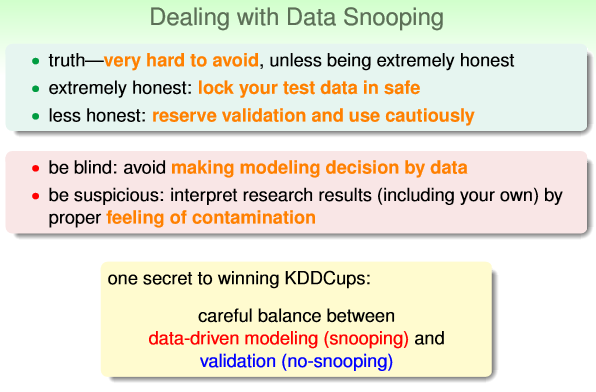 Dealing with Data Snooping
• truth—very hard to avoid, unless being extremely honest
• extremely honest: lock your test data in safe
• less honest: reserve validation and use cautiously
• be blind: avoid making modeling decision by data
• be suspicious: interpret research results (including your own) by
proper feeling of contamination
one secret to winning KDDCups:
careful balance between
data-driven modeling (snooping) and
validation (no-snooping)